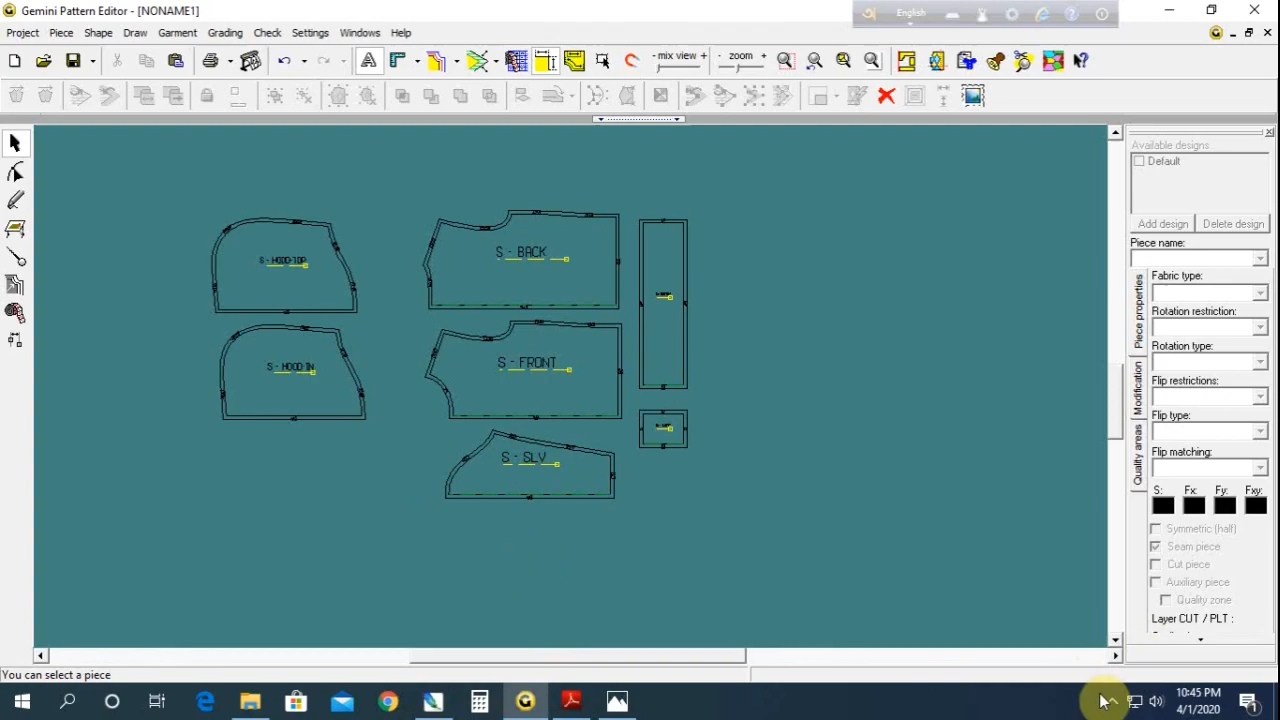 Gemini Pattern Editor - [NONAME1]
English
Project Piece Shape Draw Garment Grading Check Settings Windows Help
- mix view +
- zoom +
Available designs
Default
Add design
Delete design
Piece name:
Fabric type:
Rotation restriction:
Rotation type:
Flip restrictions:
Flip type:
Flip matching:
S: Fx: Fy: Fxy:
Symmetric (half)
Seam piece
Cut piece
Auxiliary piece
Quality zone
Layer CUT / PLT :
Piece properties
Modification
Quality areas
S - HOOD-TOP
S - BACK
S - HOOD IN
S - FRONT
S - SLV
You can select a piece
10:45 PM
4/1/2020
1